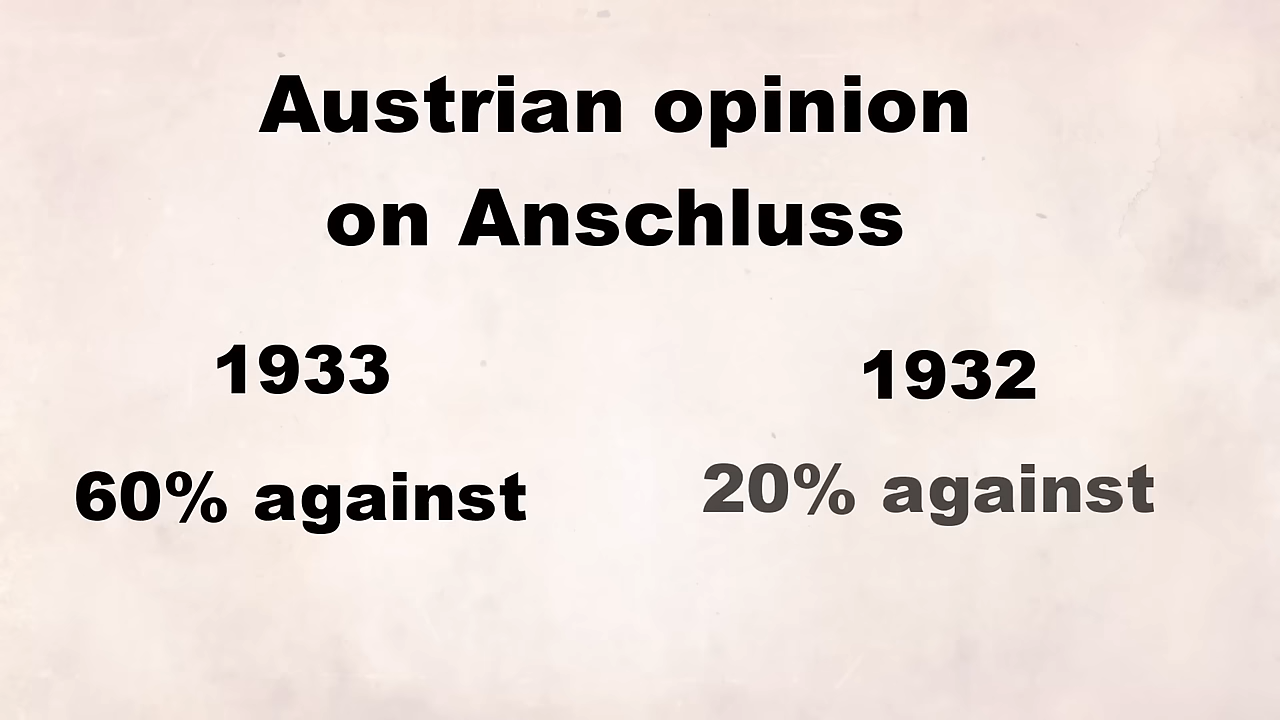 Austrian opinion
on Anschluss
1933
60% against
1932
20% against